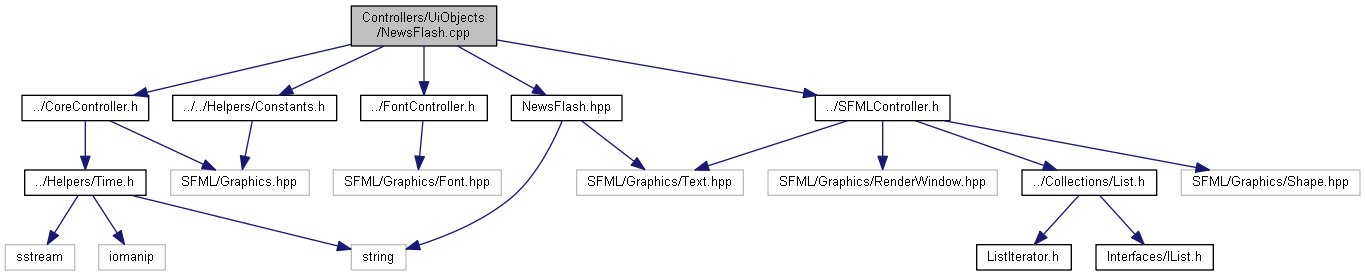 Controllers/UiObjects
/NewsFlash.cpp
../CoreController.h
../../Helpers/Constants.h
../FontController.h
NewsFlash.hpp
../SFMLController.h
../Helpers/Time.h
SFML/Graphics.hpp
SFML/Graphics/Font.hpp
SFML/Graphics/Text.hpp
SFML/Graphics/RenderWindow.hpp
../Collections/List.h
SFML/Graphics/Shape.hpp
sstream
iomanip
string
ListIterator.h
Interfaces/IList.h